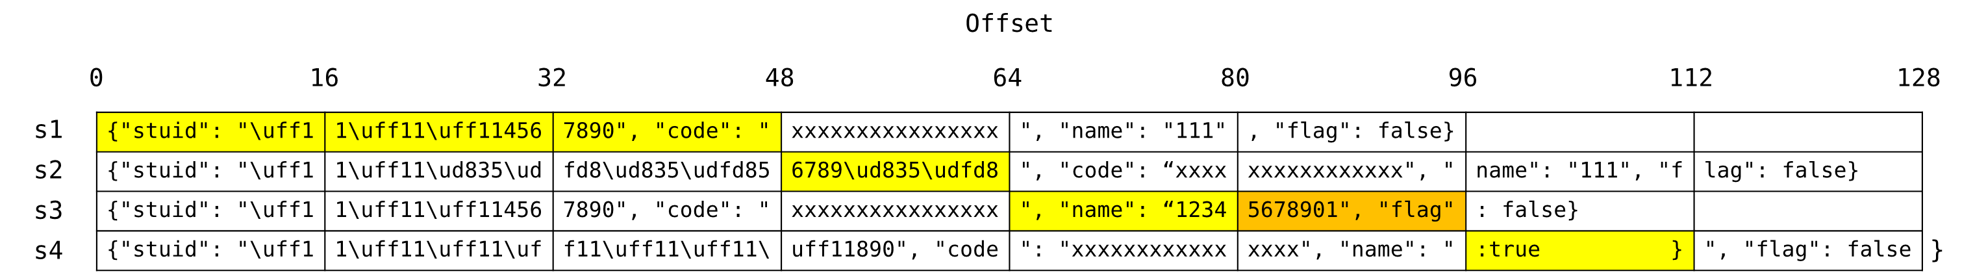 Offset
0 16 32 48 64 80 96 112 128
s1 {"stuid": "\uff1 1\uff11\uff11456 7890", "code": " xxxxxxxxxxxxxxxx ", "name": "111" , "flag": false}
s2 {"stuid": "\uff1 1\uff11\ud835\ud fd8\ud835\udfd85 6789\ud835\udfd8 ", "code": “xxxx xxxxxxxxxxxx", " name": "111", "f lag": false}
s3 {"stuid": "\uff1 1\uff11\uff11456 7890", "code": " xxxxxxxxxxxxxxxx ", "name": “1234 5678901", "flag" : false}
s4 {"stuid": "\uff1 1\uff11\uff11\uf f11\uff11\uff11\ uff11890", "code ": "xxxxxxxxxxxx xxxx", "name": " :true          } ", "flag": false }